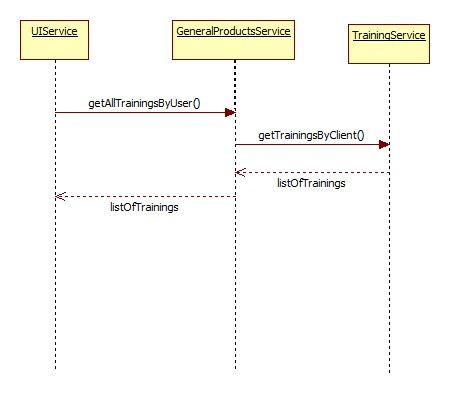 UIService
GeneralProductsService
TrainingService
getAllTrainingsByUser()
getTrainingsByClient()
listOfTrainings
listOfTrainings